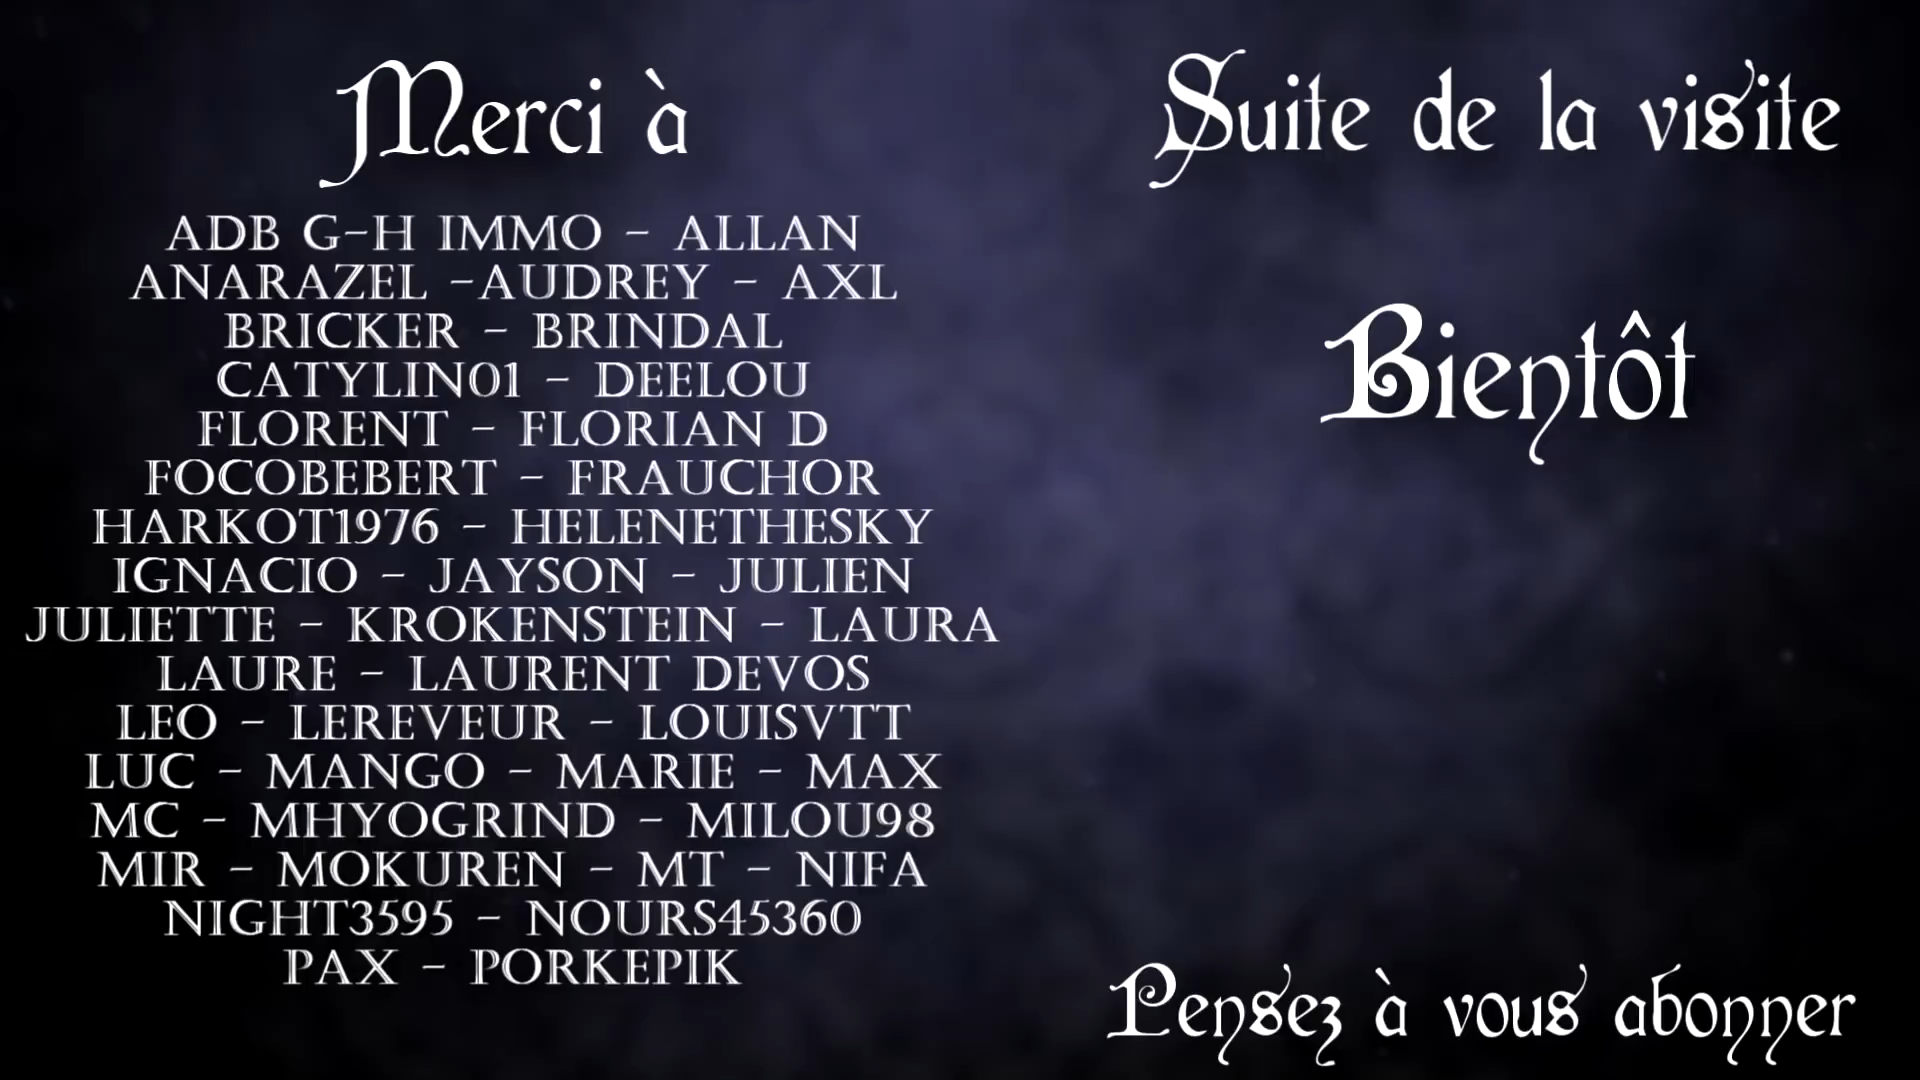 Merci à
ADB G-H IMMO - ALLAN
ANARAZEL -AUDREY - AXL
BRICKER - BRINDAL
CATYLIN01 - DEELOU
FLORENT - FLORIAN D
FOCOBEBERT - FRAUCHOR
HARKOT1976 - HELENETHESKY
IGNACIO - JAYSON - JULIEN
JULIETTE - KROKENSTEIN - LAURA
LAURE - LAURENT DEVOS
LEO - LEREVEUR - LOUISVTT
LUC - MANGO - MARIE - MAX
MC - MHYOGRIND - MILOU98
MIR - MOKUREN - MT - NIFA
NIGHT3595 - NOURS45360
PAX - PORKEPIK
Suite de la visite
Bientôt
Pensez à vous abonner